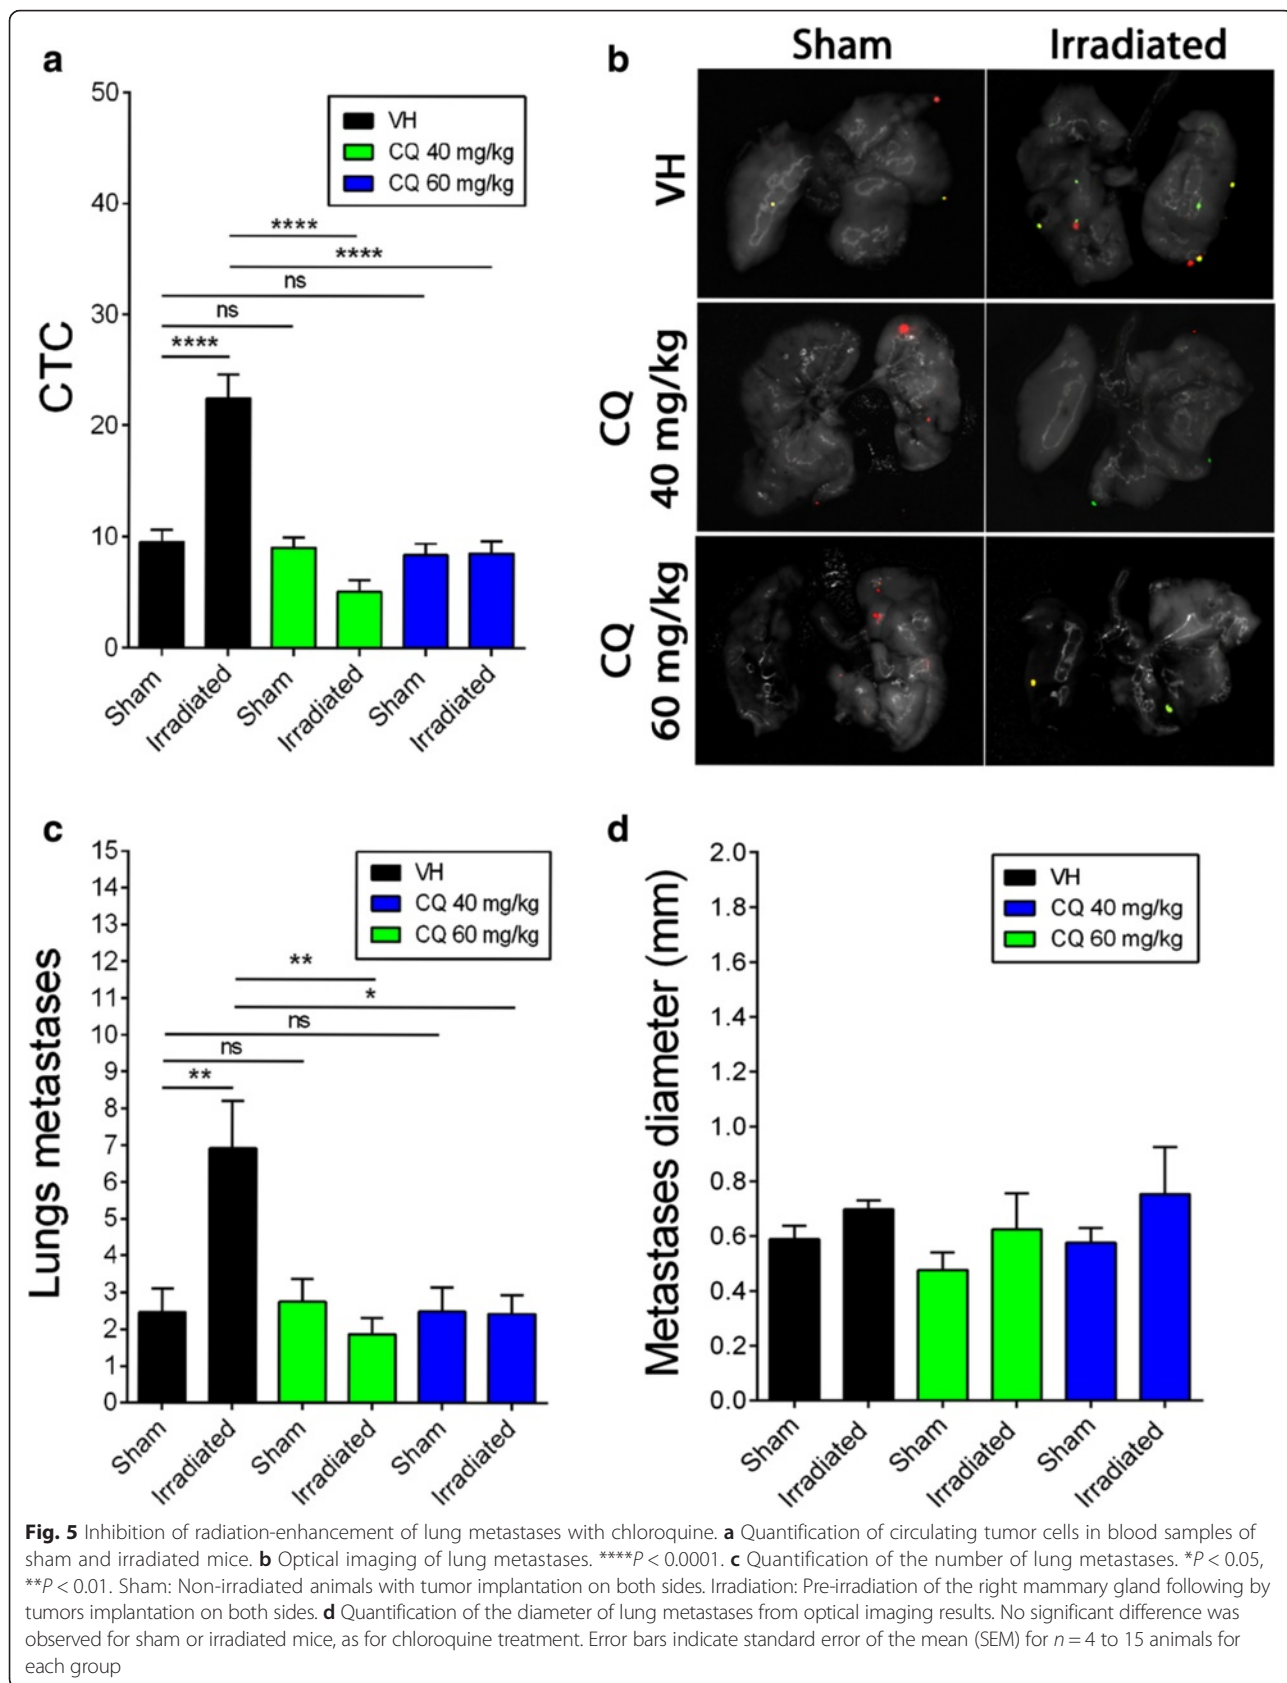 a
50
40
30
20
10
0
CTC
VH
CQ 40 mg/kg
CQ 60 mg/kg
****
****
ns
ns
****
Sham
Irradiated
Sham
Irradiated
Sham
Irradiated
b
Sham
Irradiated
VH
CQ
40 mg/kg
CQ
60 mg/kg
c
15
14
13
12
11
10
9
8
7
6
5
4
3
2
1
0
Lungs metastases
VH
CQ 40 mg/kg
CQ 60 mg/kg
**
*
ns
ns
**
Sham
Irradiated
Sham
Irradiated
Sham
Irradiated
d
2.0
1.8
1.6
1.4
1.2
1.0
0.8
0.6
0.4
0.2
0.0
Metastases diameter (mm)
VH
CQ 40 mg/kg
CQ 60 mg/kg
Sham
Irradiated
Sham
Irradiated
Sham
Irradiated
Fig. 5 Inhibition of radiation-enhancement of lung metastases with chloroquine. a Quantification of circulating tumor cells in blood samples of
sham and irradiated mice. b Optical imaging of lung metastases. ****P < 0.0001. c Quantification of the number of lung metastases. *P < 0.05,
**P < 0.01. Sham: Non-irradiated animals with tumor implantation on both sides. Irradiation: Pre-irradiation of the right mammary gland following by
tumors implantation on both sides. d Quantification of the diameter of lung metastases from optical imaging results. No significant difference was
observed for sham or irradiated mice, as for chloroquine treatment. Error bars indicate standard error of the mean (SEM) for n = 4 to 15 animals for
each group